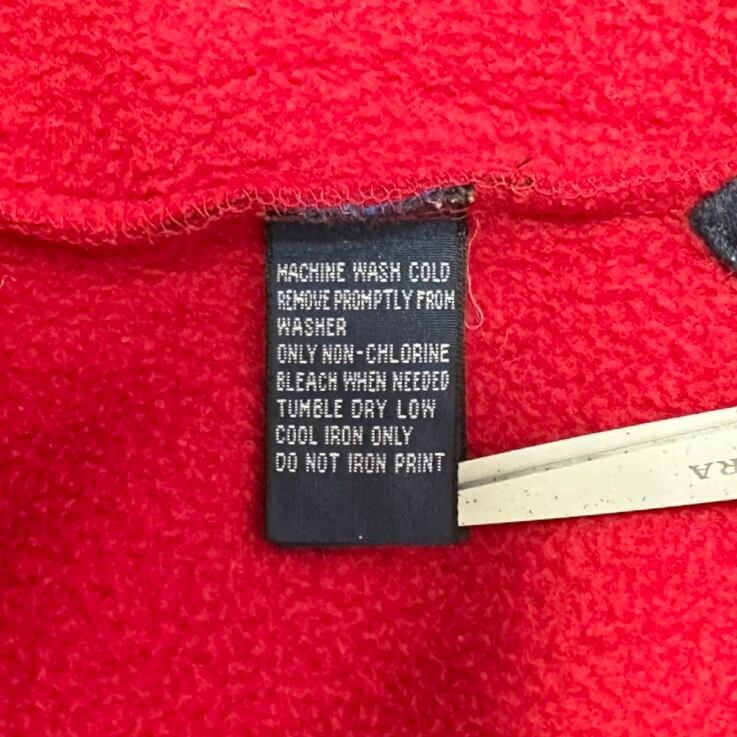 MACHINE WASH COLD
REMOVE PROMPTLY FROM
WASHER
ONLY NON-CHLORINE
BLEACH WHEN NEEDED
TUMBLE DRY LOW
COOL IRON ONLY
DO NOT IRON PRINT
RA